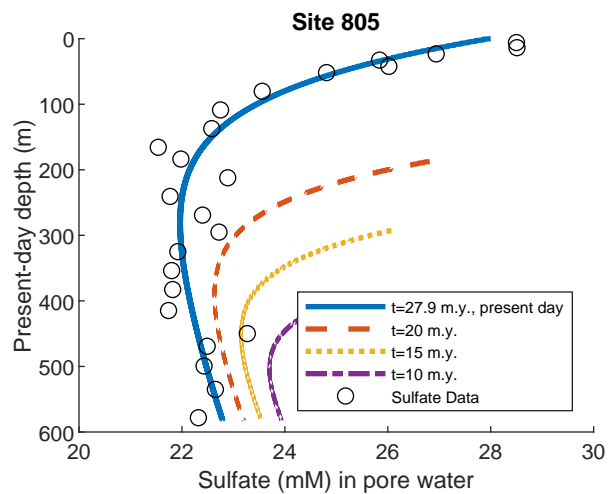 Site 805
Present-day depth (m)
0
100
200
300
400
500
600
t=27.9 m.y., present day
t=20 m.y.
t=15 m.y.
t=10 m.y.
Sulfate Data
20 22 24 26 28 30
Sulfate (mM) in pore water